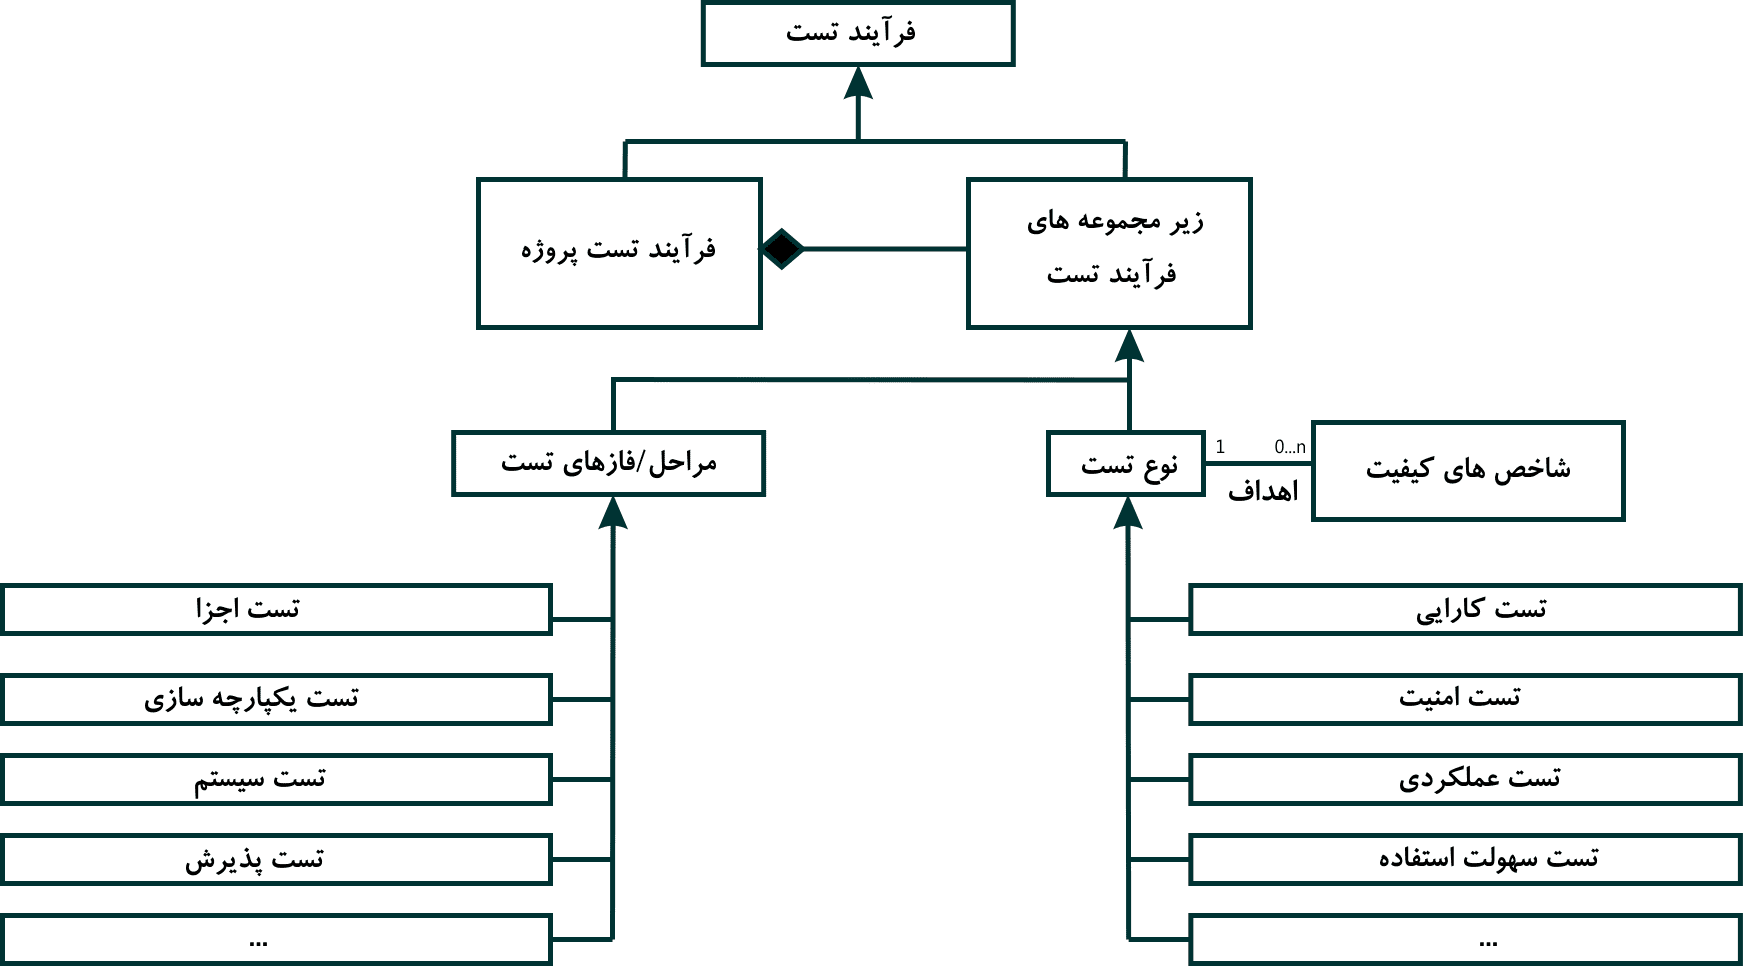 فرآیند تست
زیر مجموعه های
فرآیند تست
فرآیند تست پروژه
شاخص های کیفیت
1
0...n
اهداف
نوع تست
مراحل/فازهای تست
تست کارایی
تست امنیت
تست عملکردی
تست سهولت استفاده
...
تست اجزا
تست یکپارچه سازی
تست سیستم
تست پذیرش
...